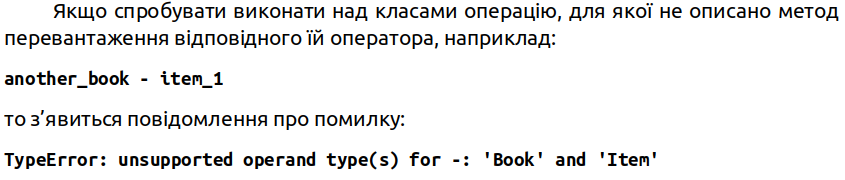 Якщо спробувати виконати над класами операцію, для якої не описано метод
перевантаження відповідного їй оператора, наприклад:
another_book - item_1
то з’явиться повідомлення про помилку:
TypeError: unsupported operand type(s) for -: 'Book' and 'Item'